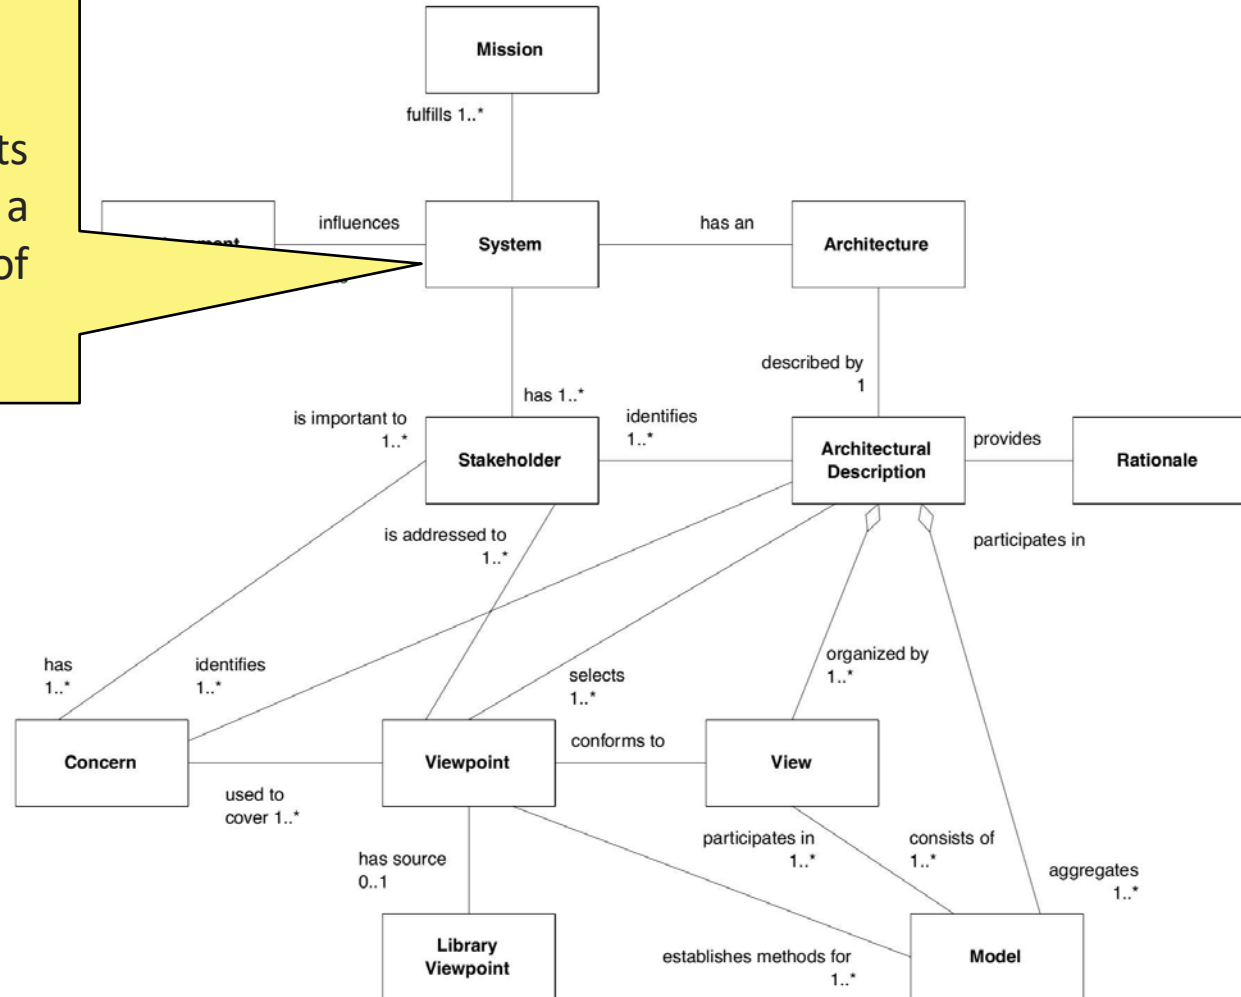 Mission
fulfills 1..*
ts
a
of
influences
System
has an
Architecture
described by
1
has 1..*
is important to
1..*
identifies
1..*
Stakeholder
Architectural
Description
provides
Rationale
is addressed to
1..*
participates in
has
1..*
identifies
1..*
selects
1..*
organized by
1..*
Concern
Viewpoint
conforms to
View
used to
cover 1..*
has source
0..1
participates in
1..*
consists of
1..*
aggregates
1..*
Library
Viewpoint
establishes methods for
1..*
Model